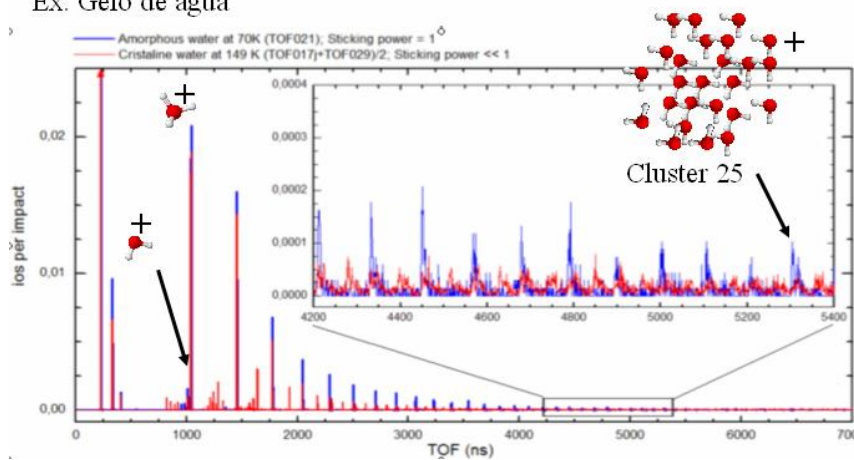 Ex. Gelo de água
Amorphous water at 70K (TOF021); Sticking power = 1
Cristaline water at 149 K (TOF017j+TOF029)/2; Sticking power << 1
+
+
+
Cluster 25
0,0004
0,0003
0,0002
0,0001
0,0000
4200 4400 4600 4800 5000 5200 5400
ios per impact
0,02
0,01
0,00
0 1000 2000 3000 4000 5000 6000 7000
TOF (ns)